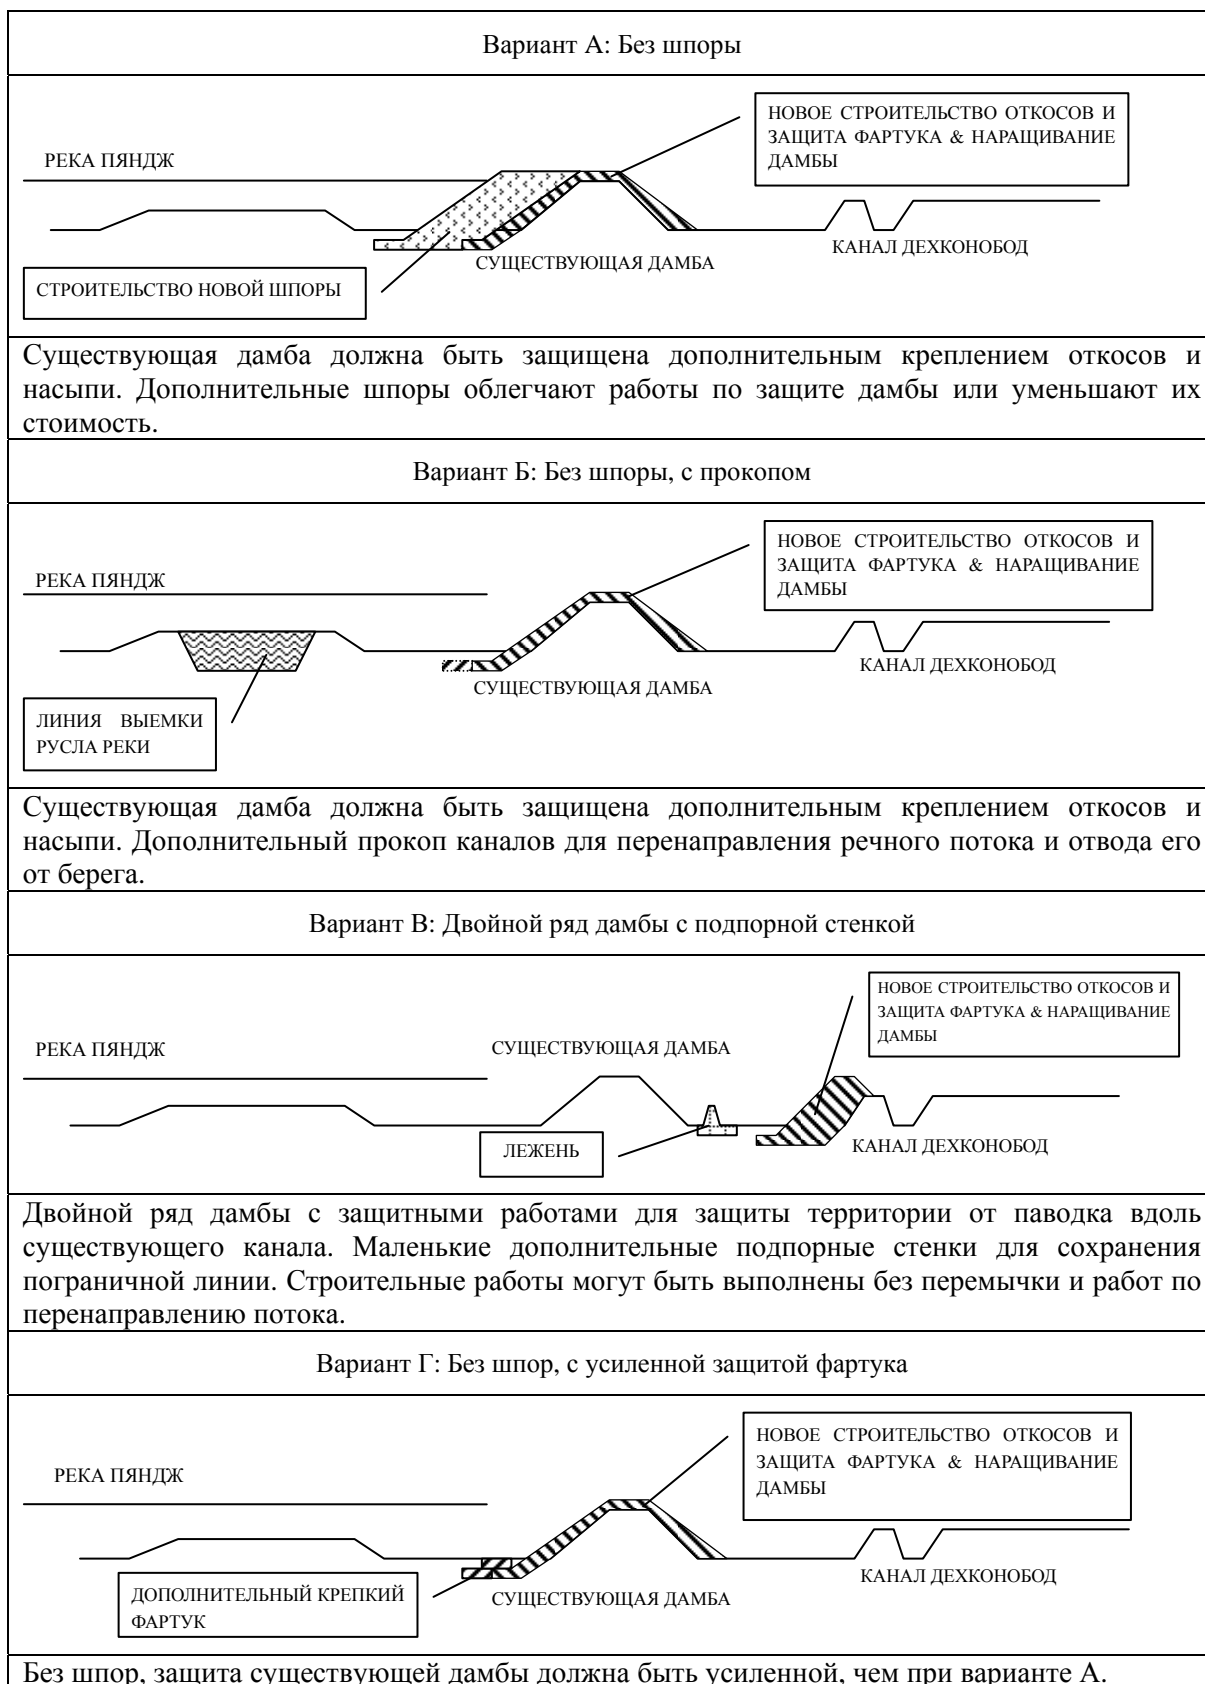 Вариант А: Без шпоры
НОВОЕ СТРОИТЕЛЬСТВО ОТКОСОВ И
ЗАЩИТА ФАРТУКА & НАРАЩИВАНИЕ
ДАМБЫ
РЕКА ПЯНДЖ
КАНАЛ ДЕХКОНОБОД
СУЩЕСТВУЮЩАЯ ДАМБА
СТРОИТЕЛЬСТВО НОВОЙ ШПОРЫ
Существующая дамба должна быть защищена дополнительным креплением откосов и
насыпи. Дополнительные шпоры облегчают работы по защите дамбы или уменьшают их
стоимость.
Вариант Б: Без шпоры, с прокопом
НОВОЕ СТРОИТЕЛЬСТВО ОТКОСОВ И
ЗАЩИТА ФАРТУКА & НАРАЩИВАНИЕ
ДАМБЫ
РЕКА ПЯНДЖ
КАНАЛ ДЕХКОНОБОД
СУЩЕСТВУЮЩАЯ ДАМБА
ЛИНИЯ ВЫЕМКИ
РУСЛА РЕКИ
Существующая дамба должна быть защищена дополнительным креплением откосов и
насыпи. Дополнительный прокоп каналов для перенаправления речного потока и отвода его
от берега.
Вариант В: Двойной ряд дамбы с подпорной стенкой
НОВОЕ СТРОИТЕЛЬСТВО ОТКОСОВ И
ЗАЩИТА ФАРТУКА & НАРАЩИВАНИЕ
ДАМБЫ
РЕКА ПЯНДЖ
СУЩЕСТВУЮЩАЯ ДАМБА
ЛЕЖЕНЬ
КАНАЛ ДЕХКОНОБОД
Двойной ряд дамбы с защитными работами для защиты территории от паводка вдоль
существующего канала. Маленькие дополнительные подпорные стенки для сохранения
пограничной линии. Строительные работы могут быть выполнены без перемычки и работ по
перенаправлению потока.
Вариант Г: Без шпор, с усиленной защитой фартука
НОВОЕ СТРОИТЕЛЬСТВО ОТКОСОВ И
ЗАЩИТА ФАРТУКА & НАРАЩИВАНИЕ
ДАМБЫ
РЕКА ПЯНДЖ
КАНАЛ ДЕХКОНОБОД
ДОПОЛНИТЕЛЬНЫЙ КРЕПКИЙ
ФАРТУК
СУЩЕСТВУЮЩАЯ ДАМБА
Без шпор, защита существующей дамбы должна быть усиленной, чем при варианте А.